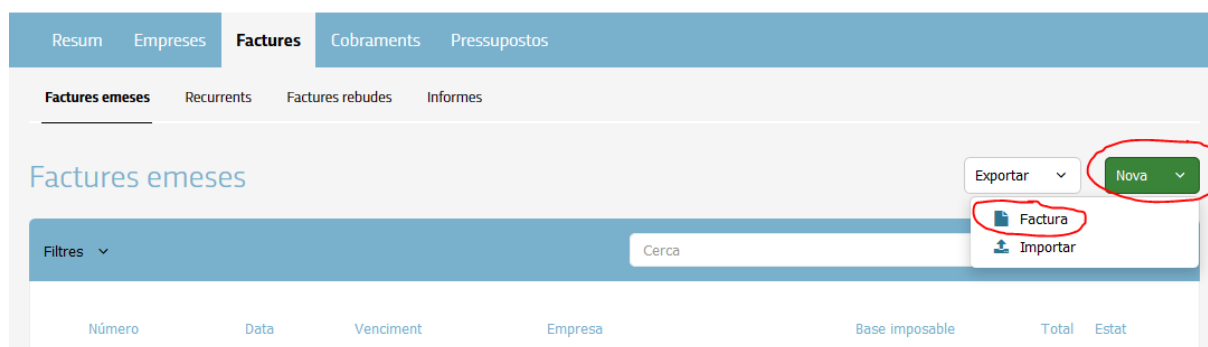 Resum Empreses Factures Cobraments Pressupostos
Factures emeses Recurrents Factures rebudes Informes
Factures emeses
Exportar Nova
Factura
Importar
Filtres Cerca
Número Data Venciment Empresa Base imposable Total Estat